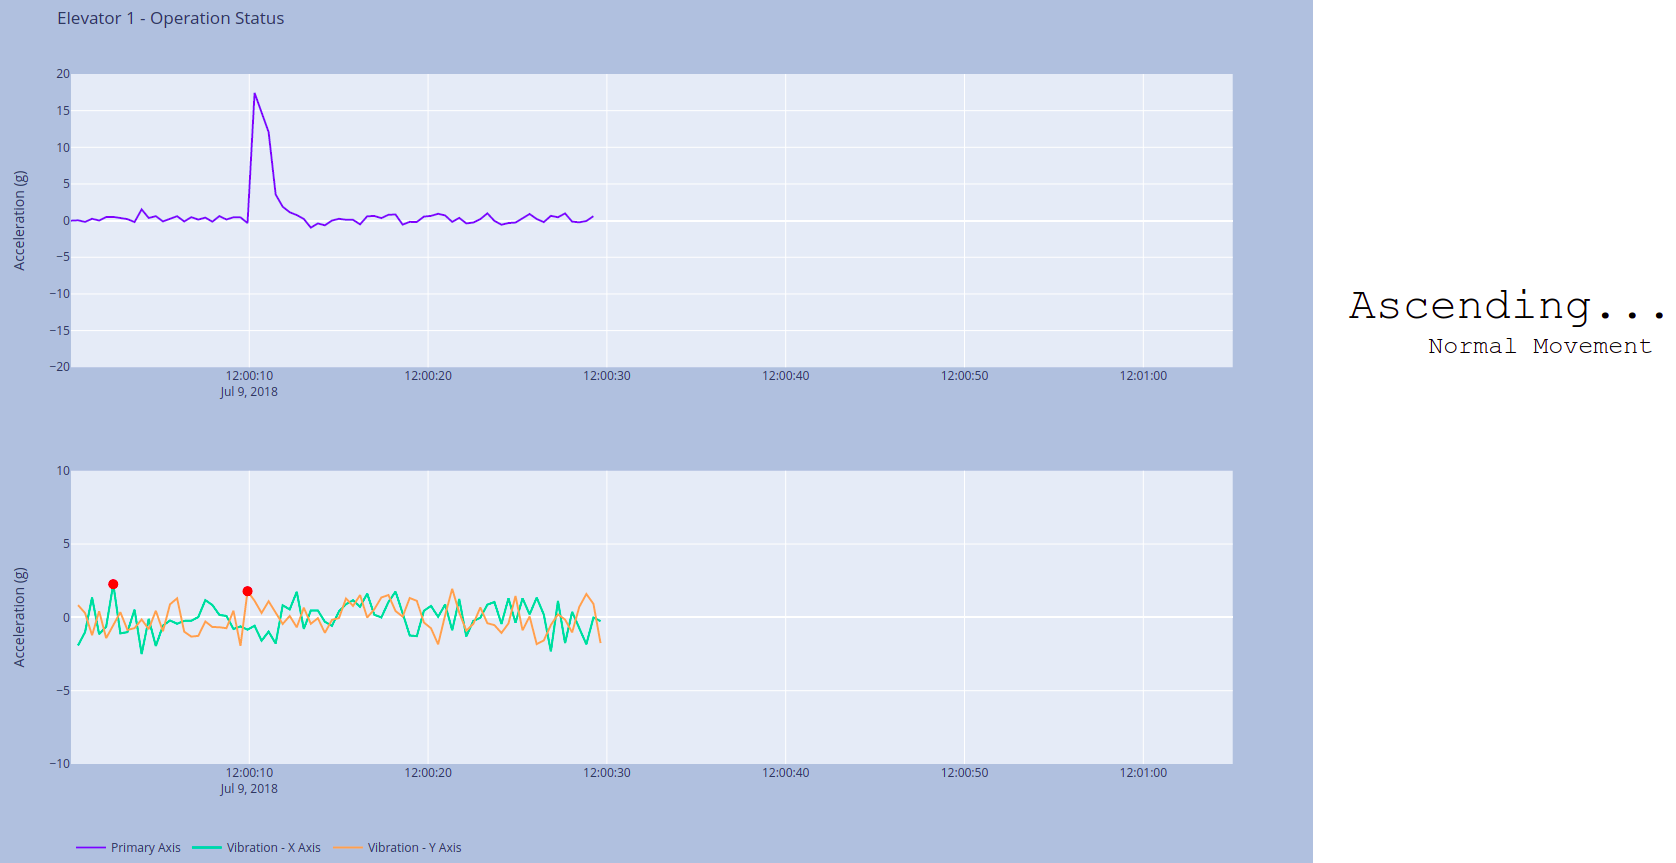 Elevator 1 - Operation Status
20
15
10
5
0
−5
−10
−15
−20
Acceleration (g)
12:00:10 12:00:20 12:00:30 12:00:40 12:00:50 12:01:00
Jul 9, 2018
Ascending...
Normal Movement
10
5
0
−5
−10
Acceleration (g)
12:00:10 12:00:20 12:00:30 12:00:40 12:00:50 12:01:00
Jul 9, 2018
Primary Axis Vibration - X Axis Vibration - Y Axis